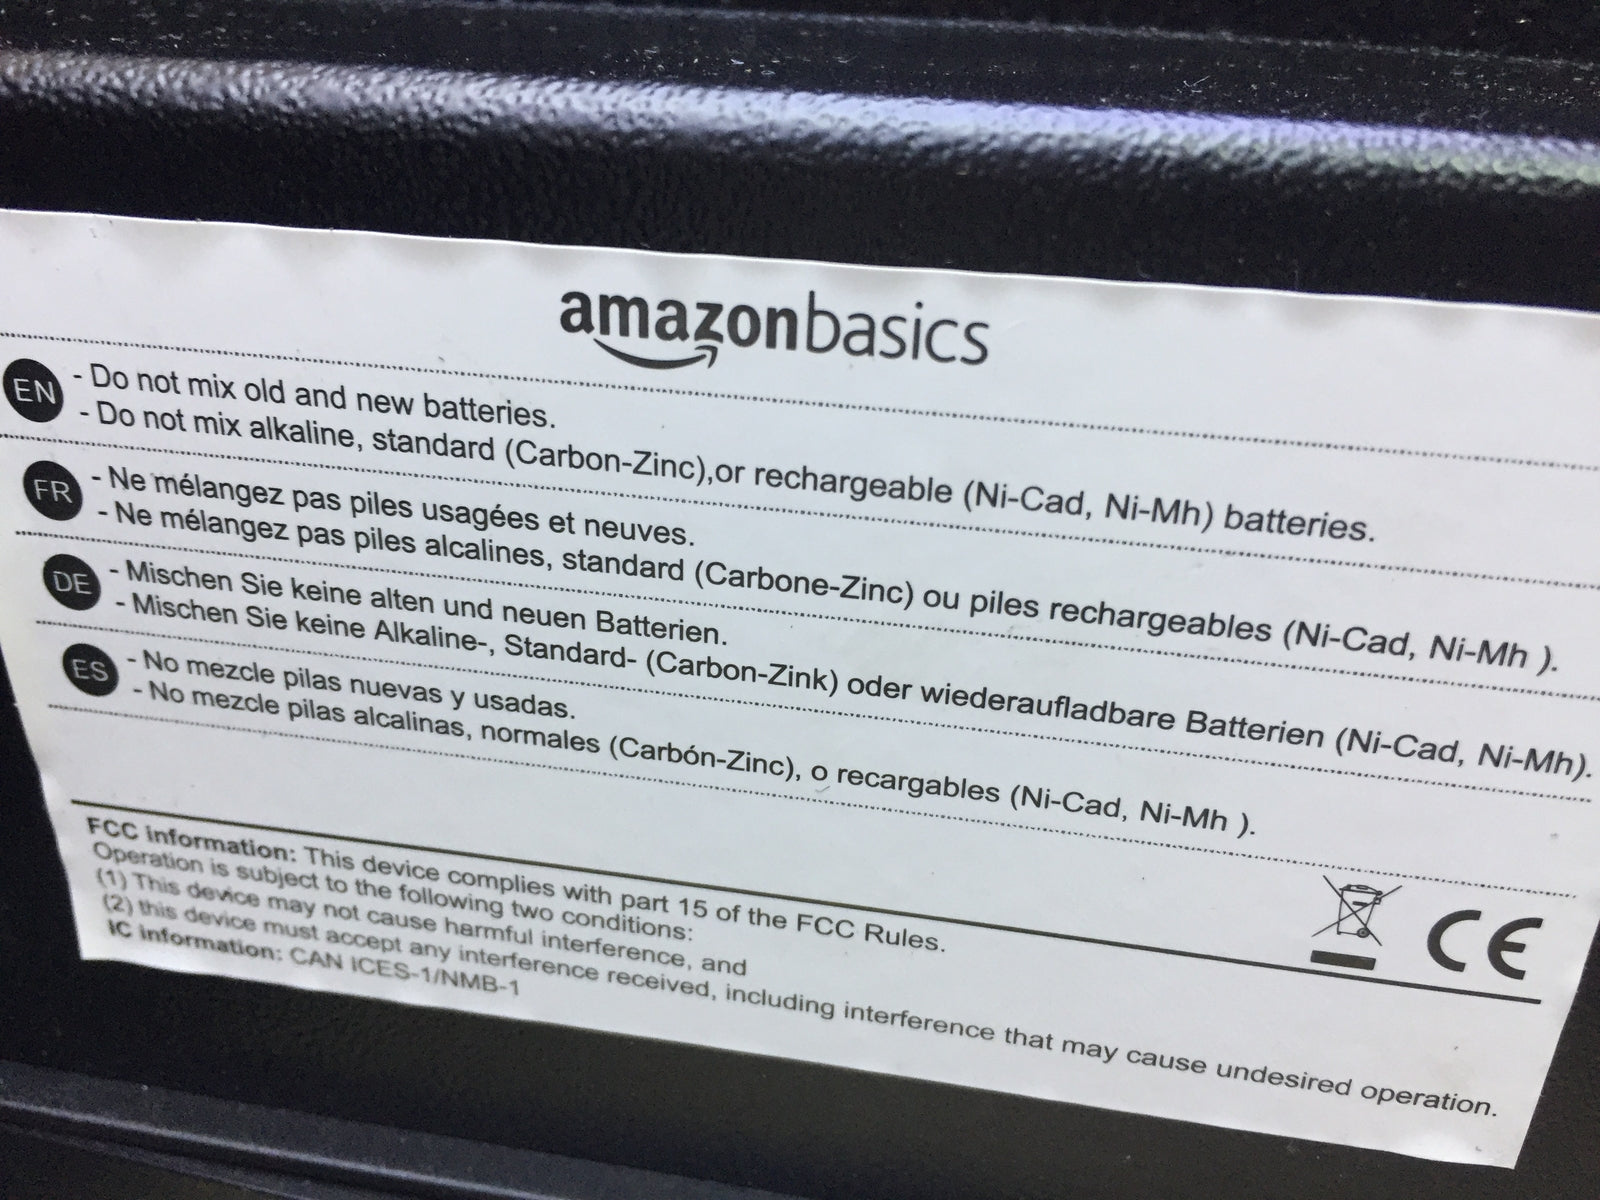 amazonbasics
EN - Do not mix old and new batteries.
- Do not mix alkaline, standard (Carbon-Zinc),or rechargeable (Ni-Cad, Ni-Mh) batteries.
FR - Ne mélangez pas piles usagées et neuves.
- Ne mélangez pas piles alcalines, standard (Carbone-Zinc) ou piles rechargeables (Ni-Cad, Ni-Mh ).
DE - Mischen Sie keine alten und neuen Batterien.
- Mischen Sie keine Alkaline-, Standard- (Carbon-Zink) oder wiederaufladbare Batterien (Ni-Cad, Ni-Mh).
ES - No mezcle pilas nuevas y usadas.
- No mezcle pilas alcalinas, normales (Carbón-Zinc), o recargables (Ni-Cad, Ni-Mh ).
FCC information: This device complies with part 15 of the FCC Rules.
Operation is subject to the following two conditions:
(1) This device may not cause harmful interference, and
(2) this device must accept any interference received, including interference that may cause undesired operation.
IC information: CAN ICES-1/NMB-1
CE